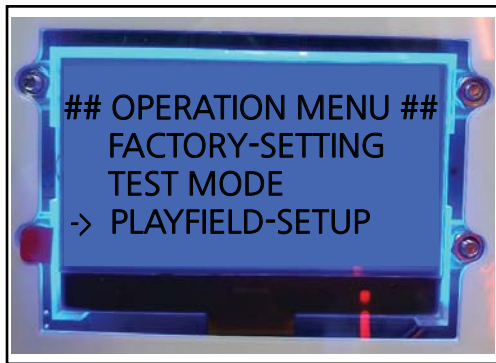 ## OPERATION MENU ##
FACTORY-SETTING
TEST MODE
-> PLAYFIELD-SETUP